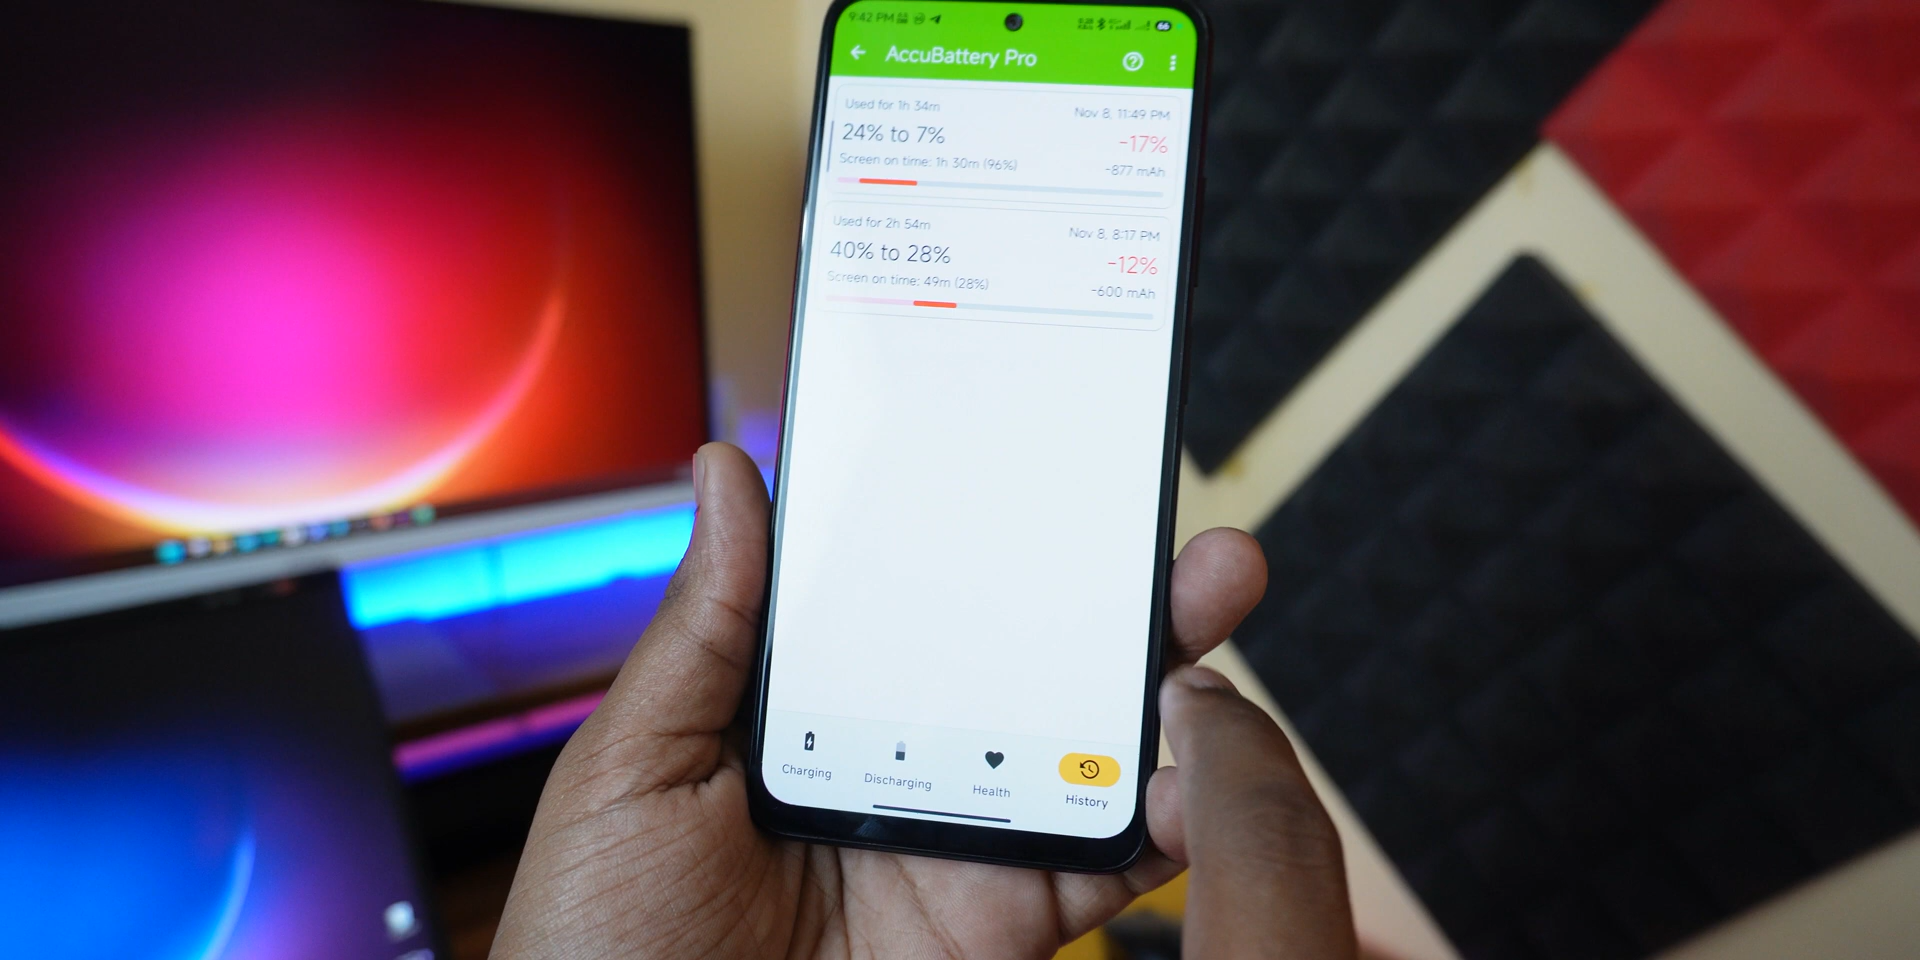 9:42 PM
66
AccuBattery Pro
Used for 1h 34m
Nov 8, 11:49 PM
24% to 7%
-17%
Screen on time: 1h 30m (96%)
-877 mAh
Used for 2h 54m
Nov 8, 8:17 PM
40% to 28%
-12%
Screen on time: 49m (28%)
-600 mAh
Charging
Discharging
Health
History